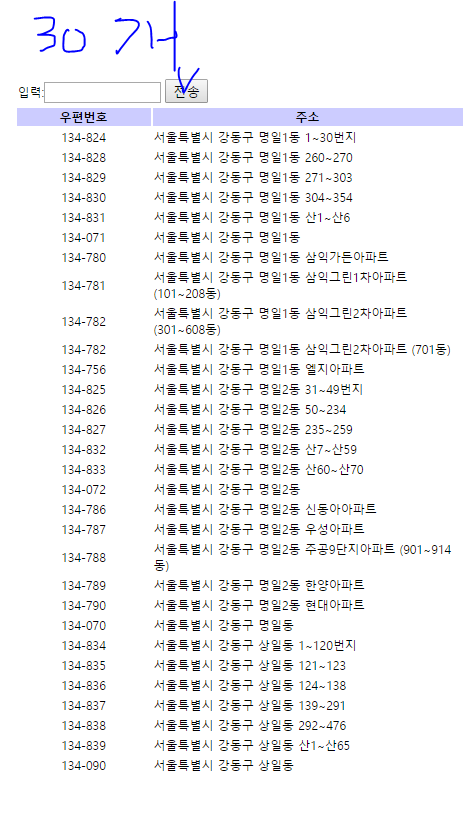 30 개
입력: 전송
우편번호 주소
134-824 서울특별시 강동구 명일1동 1~30번지
134-828 서울특별시 강동구 명일1동 260~270
134-829 서울특별시 강동구 명일1동 271~303
134-830 서울특별시 강동구 명일1동 304~354
134-831 서울특별시 강동구 명일1동 산1~산6
134-071 서울특별시 강동구 명일1동
134-780 서울특별시 강동구 명일1동 삼익가든아파트
134-781 서울특별시 강동구 명일1동 삼익그린1차아파트
(101~208동)
134-782 서울특별시 강동구 명일1동 삼익그린2차아파트
(301~608동)
134-782 서울특별시 강동구 명일1동 삼익그린2차아파트 (701동)
134-756 서울특별시 강동구 명일1동 엘지아파트
134-825 서울특별시 강동구 명일2동 31~49번지
134-826 서울특별시 강동구 명일2동 50~234
134-827 서울특별시 강동구 명일2동 235~259
134-832 서울특별시 강동구 명일2동 산7~산59
134-833 서울특별시 강동구 명일2동 산60~산70
134-072 서울특별시 강동구 명일2동
134-786 서울특별시 강동구 명일2동 신동아아파트
134-787 서울특별시 강동구 명일2동 우성아파트
134-788 서울특별시 강동구 명일2동 주공9단지아파트 (901~914
동)
134-789 서울특별시 강동구 명일2동 한양아파트
134-790 서울특별시 강동구 명일2동 현대아파트
134-070 서울특별시 강동구 명일동
134-834 서울특별시 강동구 상일동 1~120번지
134-835 서울특별시 강동구 상일동 121~123
134-836 서울특별시 강동구 상일동 124~138
134-837 서울특별시 강동구 상일동 139~291
134-838 서울특별시 강동구 상일동 292~476
134-839 서울특별시 강동구 상일동 산1~산65
134-090 서울특별시 강동구 상일동